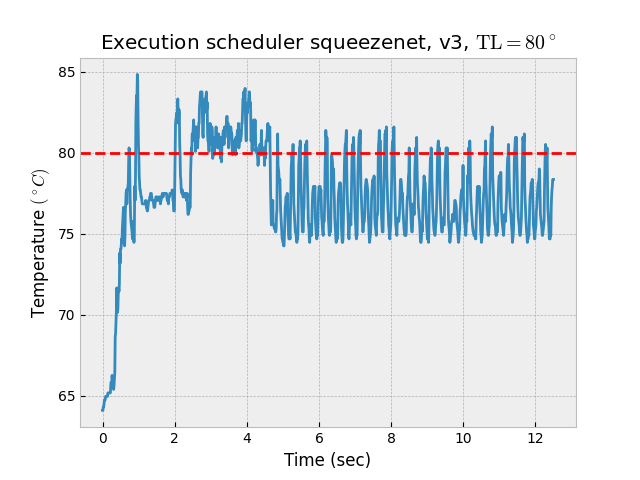 Execution scheduler squeezenet, v3, TL = 80°
85
80
75
70
65
Temperature (°C)
0 2 4 6 8 10 12
Time (sec)